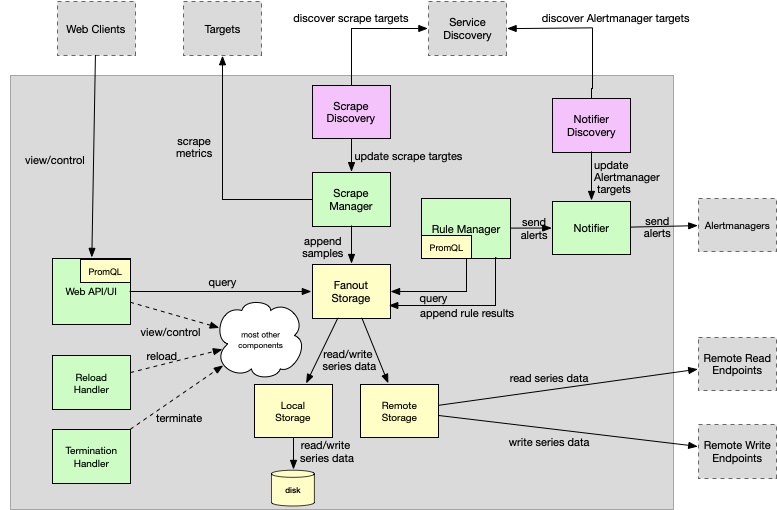 Web Clients
Targets
discover scrape targets
Service
Discovery
discover Alertmanager targets
Scrape
Discovery
Notifier
Discovery
view/control
scrape
metrics
update scrape targtes
update
Alertmanager
targets
Scrape
Manager
Rule Manager
PromQL
send
alerts
Notifier
send
alerts
Alertmanagers
append
samples
PromQL
Web API/UI
query
Fanout
Storage
query
append rule results
view/control
most other
components
reload
Reload
Handler
read/write
series data
Remote Read
Endpoints
read series data
terminate
Local
Storage
Remote
Storage
write series data
Remote Write
Endpoints
Termination
Handler
read/write
series data
disk